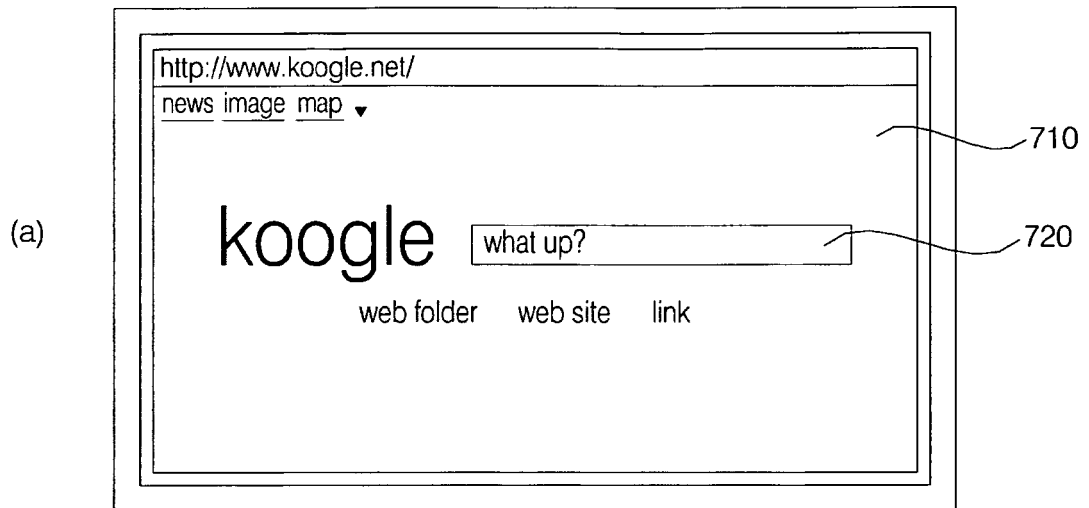 http://www.koogle.net/
news image map
710
(a)
koogle what up?
720
web folder web site link